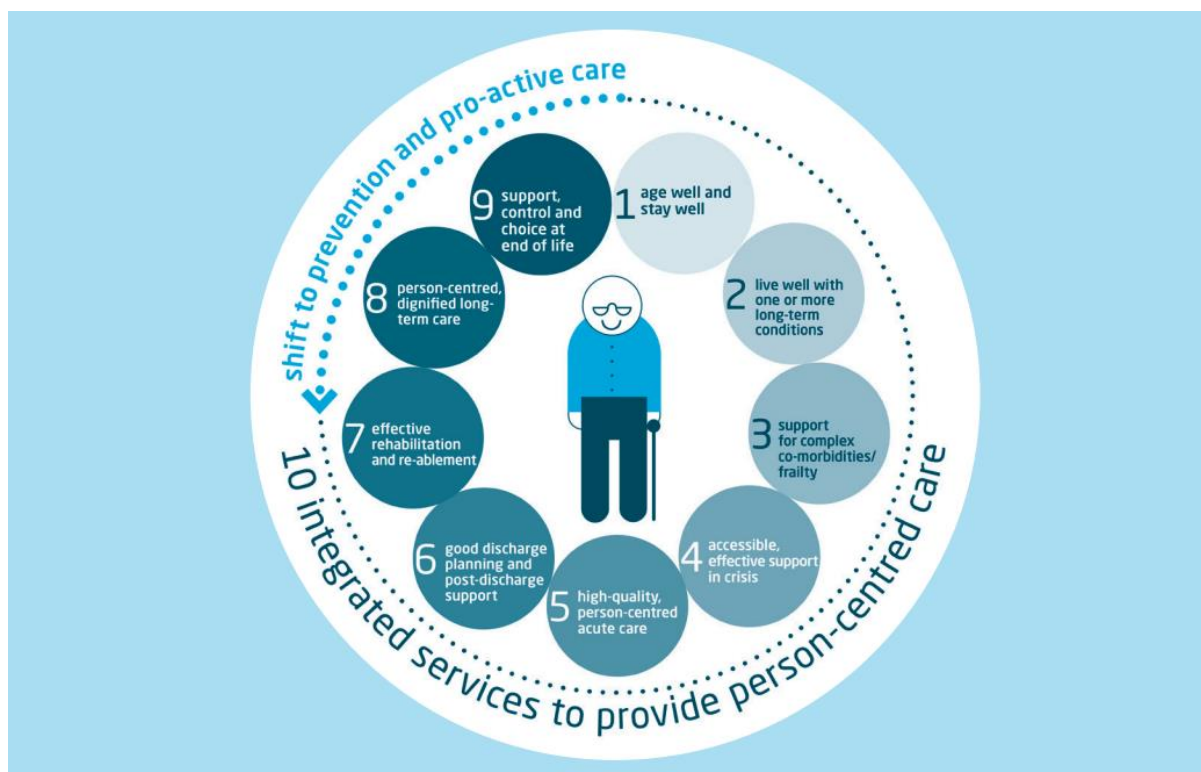 shift to prevention and pro-active care
1 age well and
stay well
2 live well with
one or more
long-term
conditions
3 support
for complex
co-morbidities/
frailty
4 accessible,
effective support
in crisis
5 high-quality,
person-centred
acute care
6 good discharge
planning and
post-discharge
support
7 effective
rehabilitation
and re-ablement
8 person-centred,
dignified long-
term care
9 support,
control and
choice at
end of life
10 integrated services to provide person-centred care